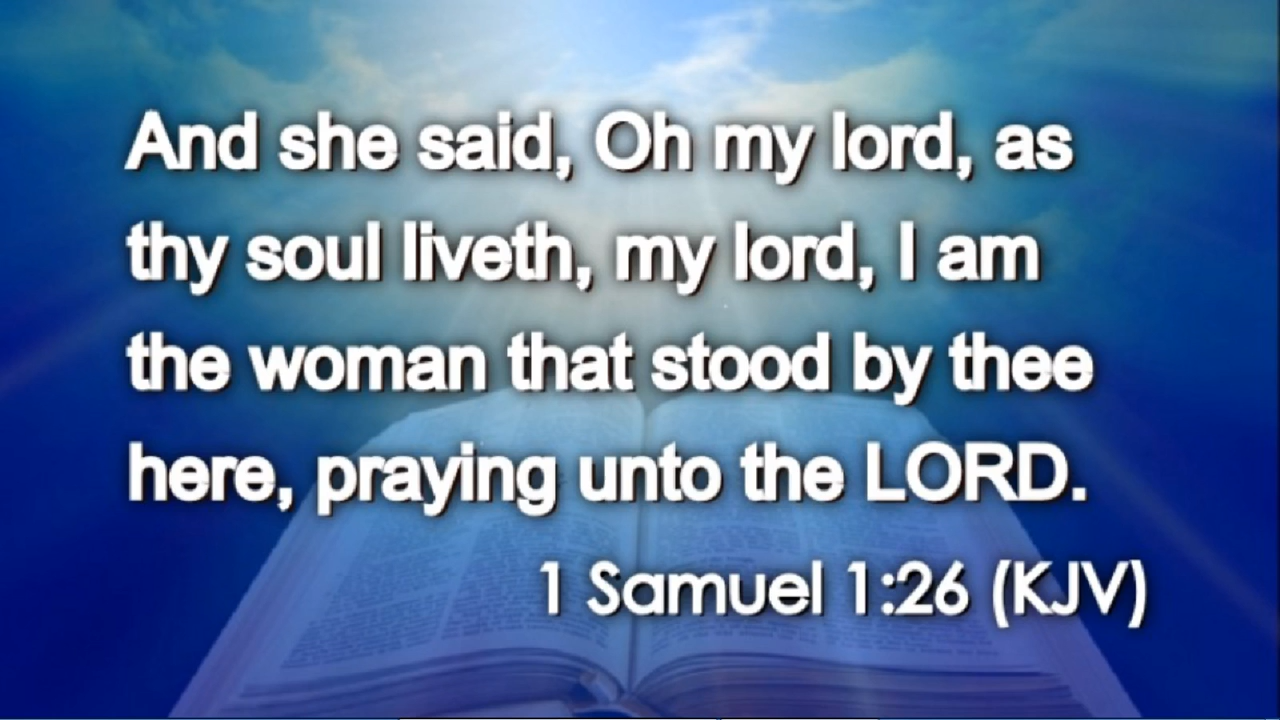 And she said, Oh my lord, as
thy soul liveth, my lord, I am
the woman that stood by thee
here, praying unto the LORD.
1 Samuel 1:26 (KJV)